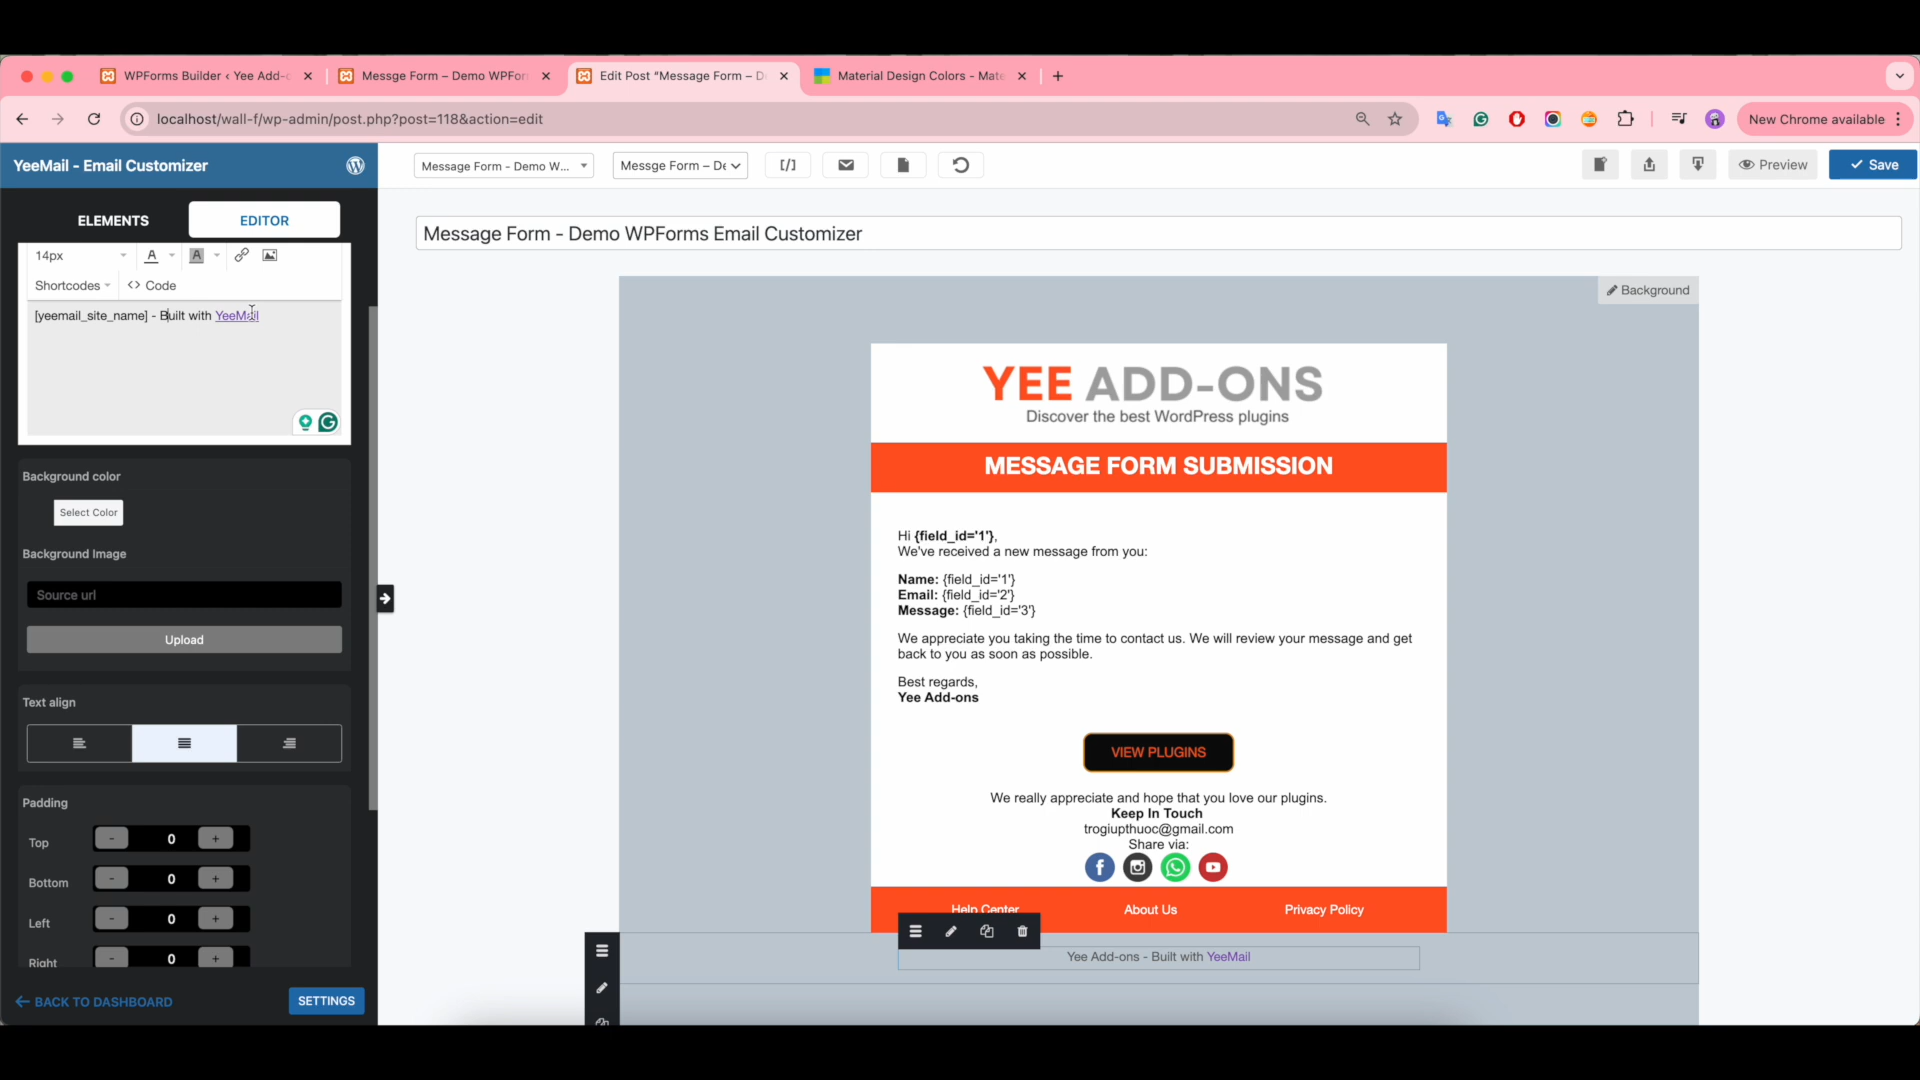 WPForms Builder ‹ Yee Add-o
Messge Form – Demo WPFor
Edit Post “Message Form – D
Material Design Colors - Mate
localhost/wall-f/wp-admin/post.php?post=118&action=edit
New Chrome available
YeeMail - Email Customizer
Message Form - Demo W...
Messge Form – De
[/]
Preview
Save
ELEMENTS
EDITOR
Message Form - Demo WPForms Email Customizer
14px
A
A
Shortcodes
<> Code
[yeemail_site_name] - Built with YeeMail
Background
YEE ADD-ONS
Discover the best WordPress plugins
MESSAGE FORM SUBMISSION
Background color
Select Color
Background Image
Source url
Upload
Hi {field_id='1'},
We've received a new message from you:
Name: {field_id='1'}
Email: {field_id='2'}
Message: {field_id='3'}
We appreciate you taking the time to contact us. We will review your message and get
back to you as soon as possible.
Best regards,
Yee Add-ons
Text align
VIEW PLUGINS
Padding
Top - 0 +
Bottom - 0 +
Left - 0 +
Right - 0 +
We really appreciate and hope that you love our plugins.
Keep In Touch
trogiupthuoc@gmail.com
Share via:
Help Center
About Us
Privacy Policy
Yee Add-ons - Built with YeeMail
BACK TO DASHBOARD
SETTINGS